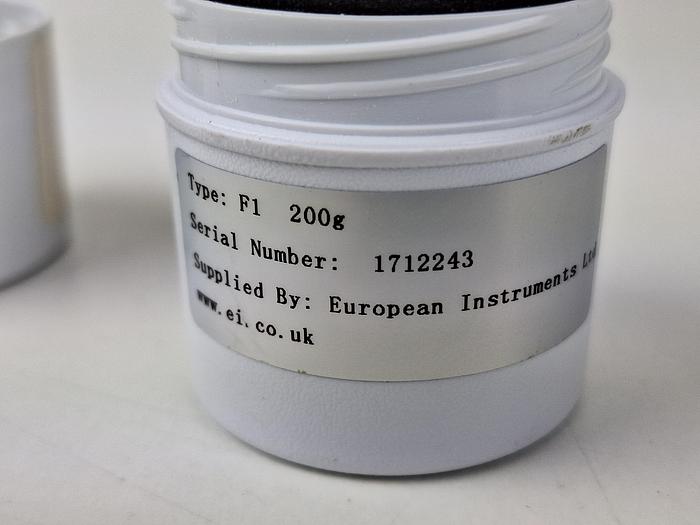 Type: F1 200g
Serial Number: 1712243
Supplied By: European Instruments Ltd
www.ei.co.uk